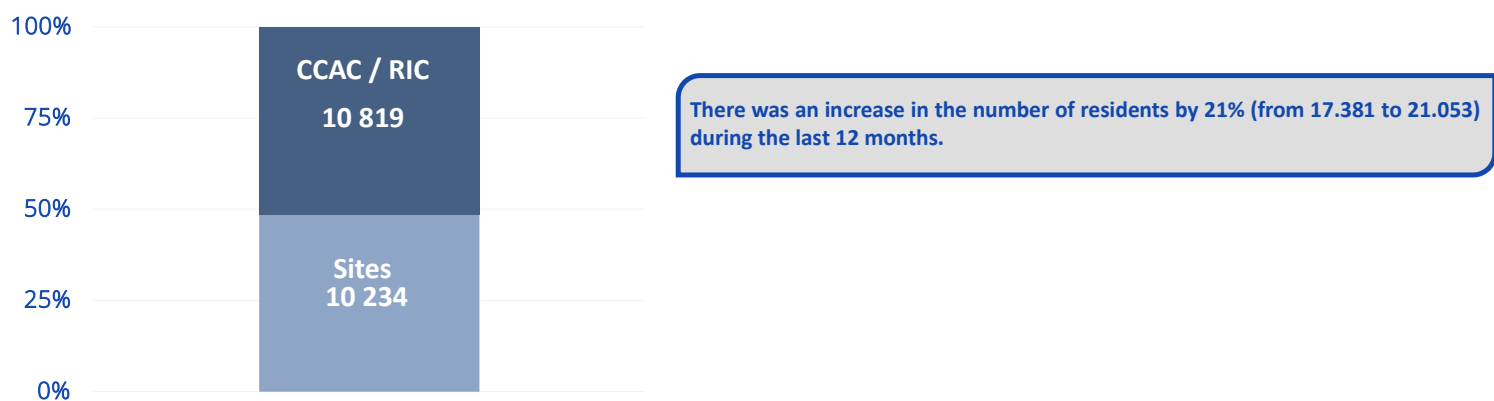 100%
75%
50%
25%
0%
CCAC / RIC
10 819
Sites
10 234
There was an increase in the number of residents by 21% (from 17.381 to 21.053)
during the last 12 months.